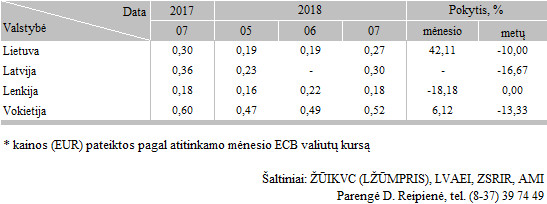 Data 2017 2018 Pokytis, %
Valstybė 07 05 06 07 mėnesio metų
Lietuva 0,30 0,19 0,19 0,27 42,11 -10,00
Latvija 0,36 0,23 - 0,30 - -16,67
Lenkija 0,18 0,16 0,22 0,18 -18,18 0,00
Vokietija 0,60 0,47 0,49 0,52 6,12 -13,33
* kainos (EUR) pateiktos pagal atitinkamo mėnesio ECB valiutų kursą
Šaltiniai: ŽŪIKVC (LŽŪMPRIS), LVAEI, ZSRIR, AMI
Parengė D. Reipienė, tel. (8-37) 39 74 49